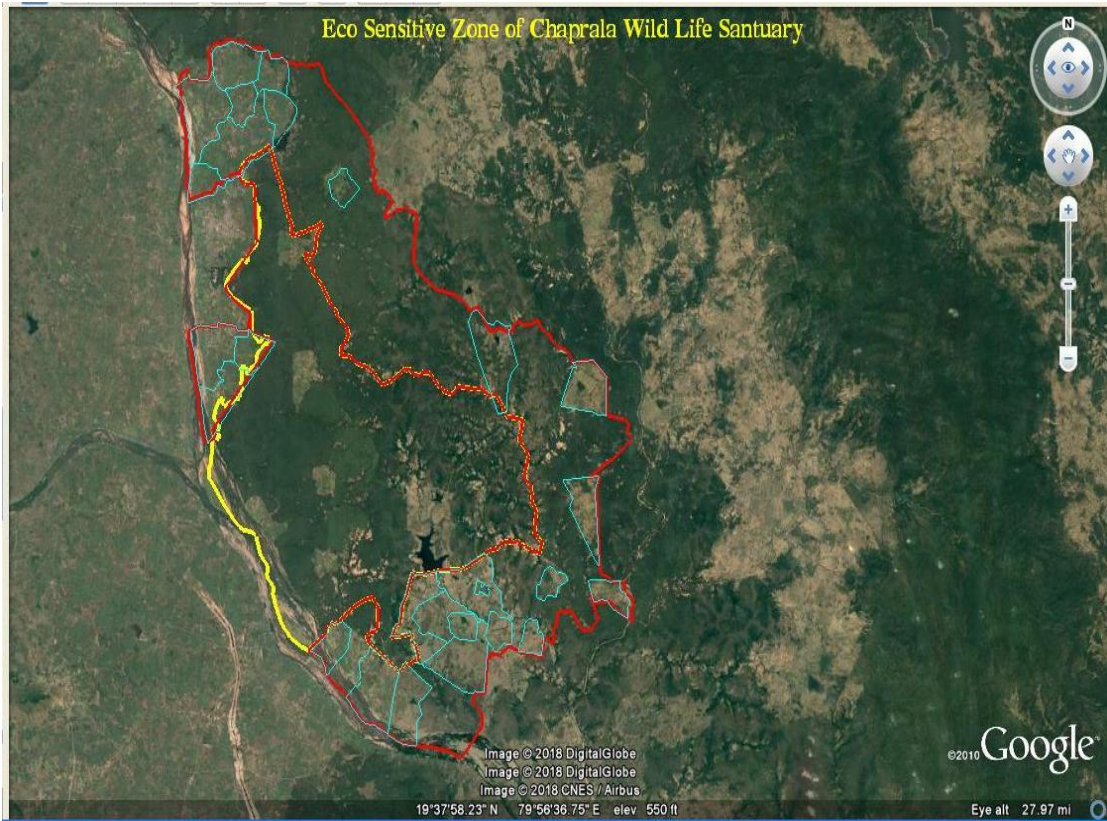 Eco Sensitive Zone of Chaprala Wild Life Santuary
N
Image © 2018 DigitalGlobe
Image © 2018 DigitalGlobe
Image © 2018 CNES / Airbus
©2010 Google™
19°37'58.23" N 79°56'36.75" E elev 550 ft Eye alt 27.97 mi